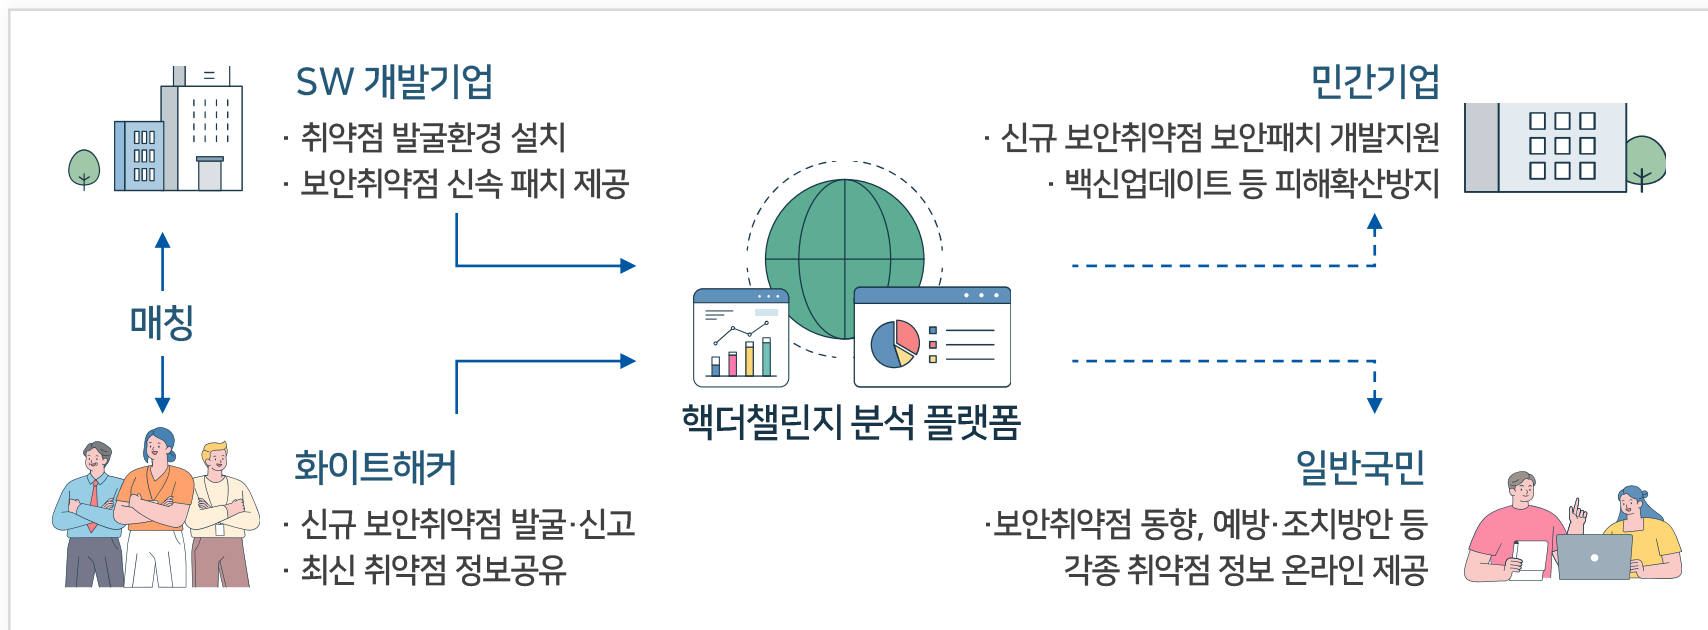 SW 개발기업
· 취약점 발굴환경 설치
· 보안취약점 신속 패치 제공
매칭
화이트해커
· 신규 보안취약점 발굴·신고
· 최신 취약점 정보공유
핵더챌린지 분석 플랫폼
민간기업
· 신규 보안취약점 보안패치 개발지원
· 백신업데이트 등 피해확산방지
일반국민
·보안취약점 동향, 예방·조치방안 등
각종 취약점 정보 온라인 제공